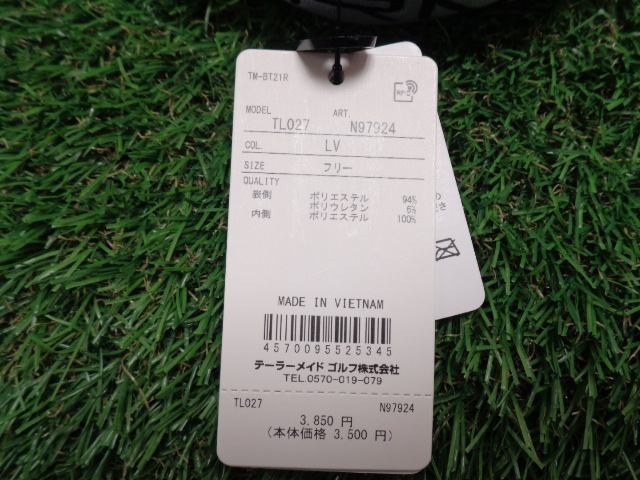 TM-BT21R
MODEL ART.
TL027 N97924
COL. LV
SIZE フリー
QUALITY
裏側 ポリエステル 94%
ポリウレタン 6%
内側 ポリエステル 100%
MADE IN VIETNAM
4570095525345
テーラーメイド ゴルフ株式会社
TEL.0570-019-079
TL027 N97924
3,850 円
(本体価格 3,500 円)